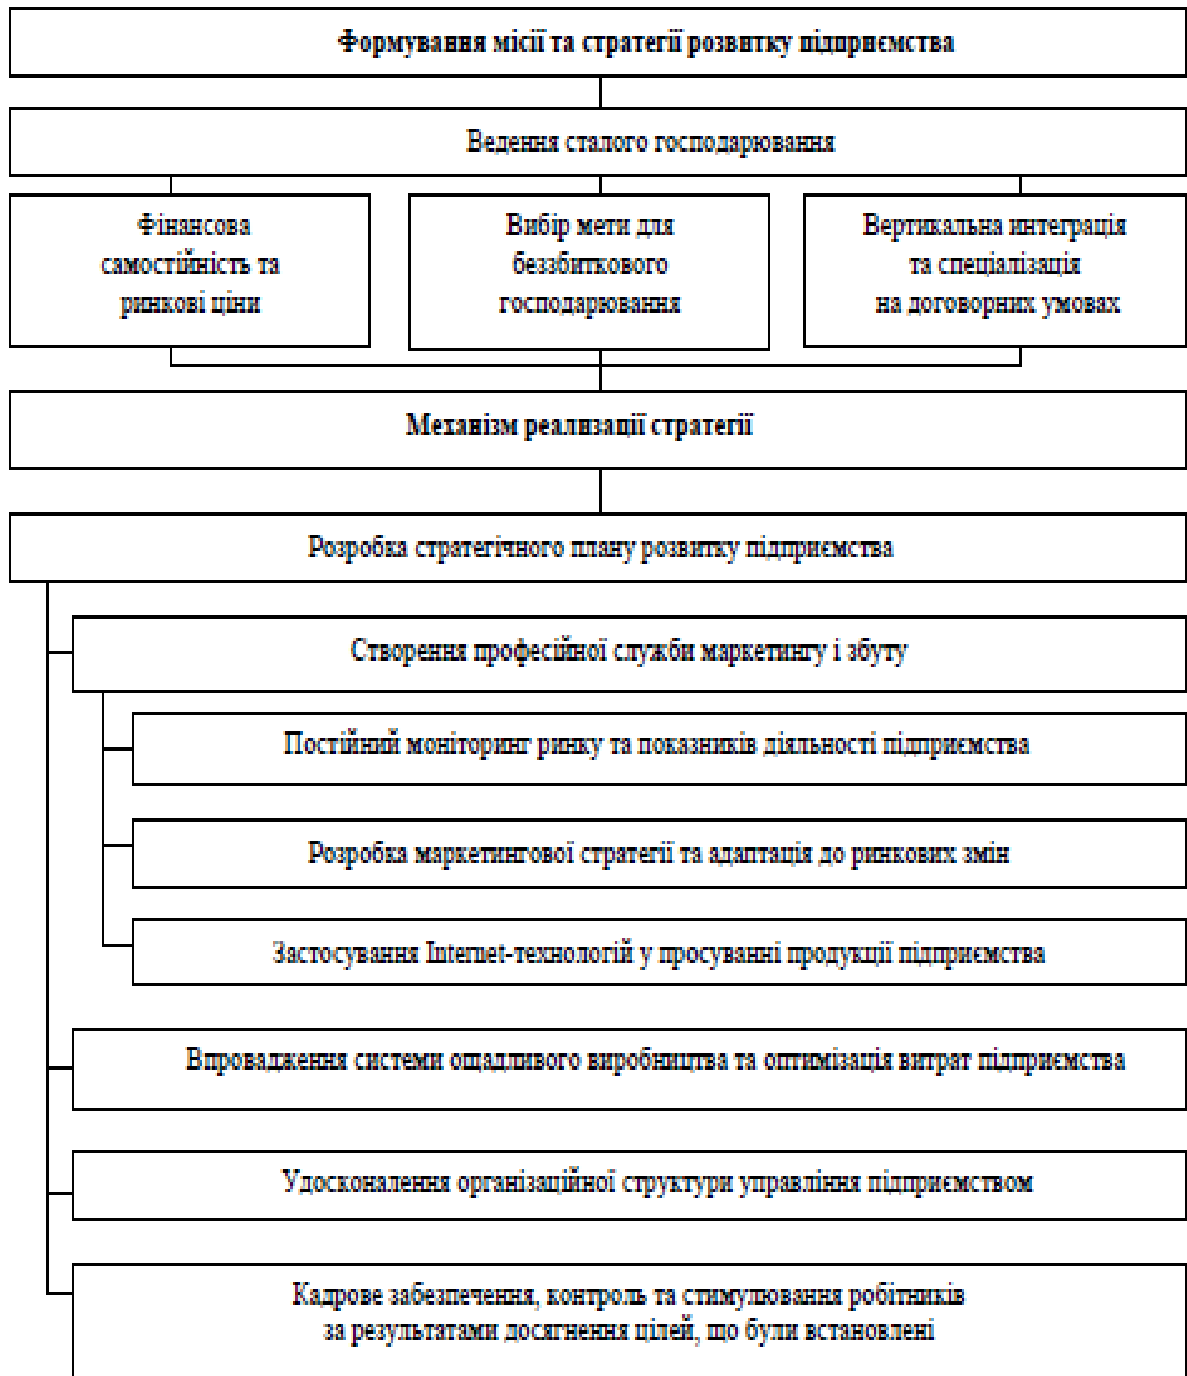 Формування місії та стратегії розвитку підприємства
Ведення сталого господарювання
Фінансова
самостійність та
ринкові ціни
Вибір мети для
беззбиткового
господарювання
Вертикальна интеграція
та спеціалізація
на договорних умовах
Механізм реализації стратегії
Розробка стратегічного плану розвитку підприємства
Створення професійної служби маркетингу і збуту
Постійний моніторинг ринку та показників діяльності підприємства
Розробка маркетингової стратегії та адаптація до ринкових змін
Застосування Internet-технологій у просуванні продукції підприємства
Впровадження системи ощадливого виробництва та оптимізація витрат підприємства
Удосконалення організаційної структури управління підприємством
Кадрове забезпечення, контроль та стимулювання робітників
за результатами досягнення цілей, що були встановлені